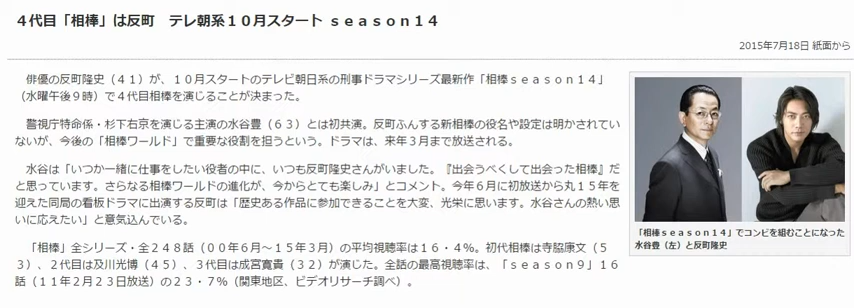 ４代目「相棒」は反町　テレ朝系１０月スタート ｓｅａｓｏｎ１４
2015年7月18日 紙面から
　俳優の反町隆史（４１）が、１０月スタートのテレビ朝日系の刑事ドラマシリーズ最新作「相棒ｓｅａｓｏｎ１４」
（水曜午後９時）で４代目相棒を演じることが決まった。
　警視庁特命係・杉下右京を演じる主演の水谷豊（６３）とは初共演。反町ふんする新相棒の役名や設定は明かされてい
ないが、今後の「相棒ワールド」で重要な役割を担うという。ドラマは、来年３月まで放送される。
　水谷は「いつか一緒に仕事をしたい役者の中に、いつも反町隆史さんがいました。『出会うべくして出会った相棒』だ
と思っています。さらなる相棒ワールドの進化が、今からとても楽しみ」とコメント。今年６月に初放送から丸１５年を
迎えた同局の看板ドラマに出演する反町は「歴史ある作品に参加できることを大変、光栄に思います。水谷さんの熱い思
いに応えたい」と意気込んでいる。
　「相棒」全シリーズ・全２４８話（００年６月～１５年３月）の平均視聴率は１６・４％。初代相棒は寺脇康文（５
３）、２代目は及川光博（４５）、３代目は成宮寛貴（３２）が演じた。全話の最高視聴率は、「ｓｅａｓｏｎ９」１６
話（１１年２月２３日放送）の２３・７％（関東地区、ビデオリサーチ調べ）。
「相棒ｓｅａｓｏｎ１４」でコンビを組むことになった
水谷豊（左）と反町隆史